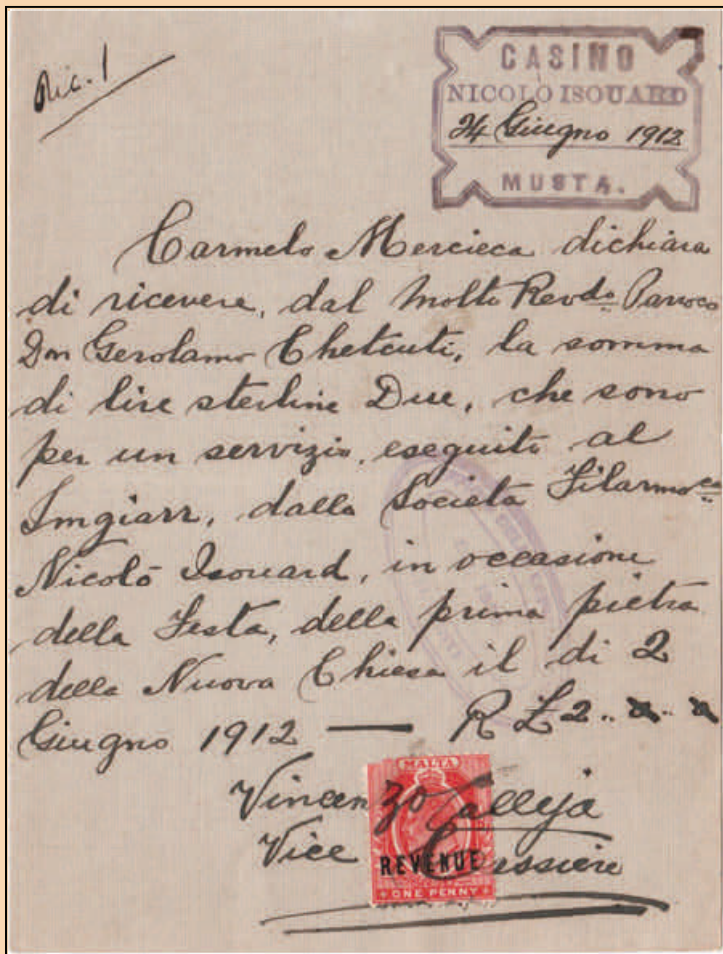 Ric. 1
CASINO
NICOLÒ ISOUARD
24 Giugno 1912
MUSTA.
Carmelo Mercieca dichiara
di ricevere, dal Molto Revdo. Parroco
Don Gerolamo Chetcuti, la somma
di lire sterline Due, che sono
per un servizio, eseguito al
Imgiarr, dalla Società Filarmoca
Nicolò Isouard, in occasione
della Festa, della prima pietra
della Nuova Chiesa il di 2
Giugno 1912 — R £2
Vincenzo Calleja
Vice Cassiere
MALTA
REVENUE
ONE PENNY